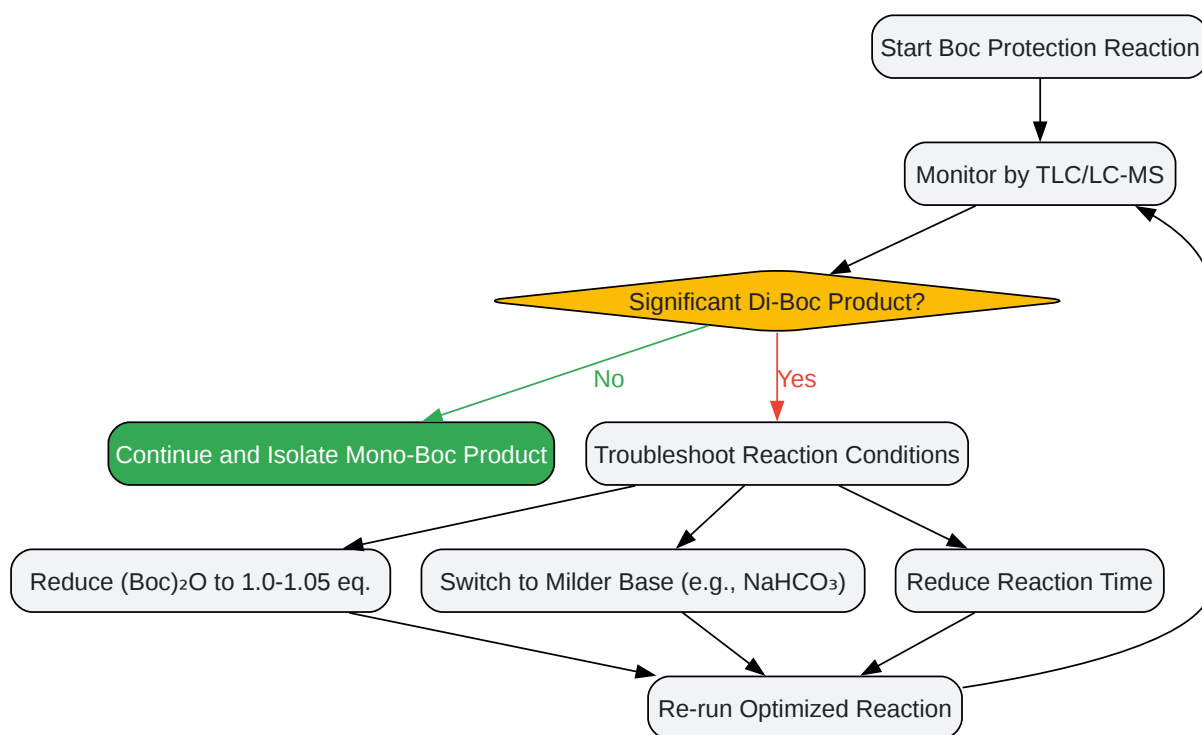 Start Boc Protection Reaction
Monitor by TLC/LC-MS
Significant Di-Boc Product?
No
Yes
Continue and Isolate Mono-Boc Product
Troubleshoot Reaction Conditions
Reduce (Boc)₂O to 1.0-1.05 eq.
Switch to Milder Base (e.g., NaHCO₃)
Reduce Reaction Time
Re-run Optimized Reaction